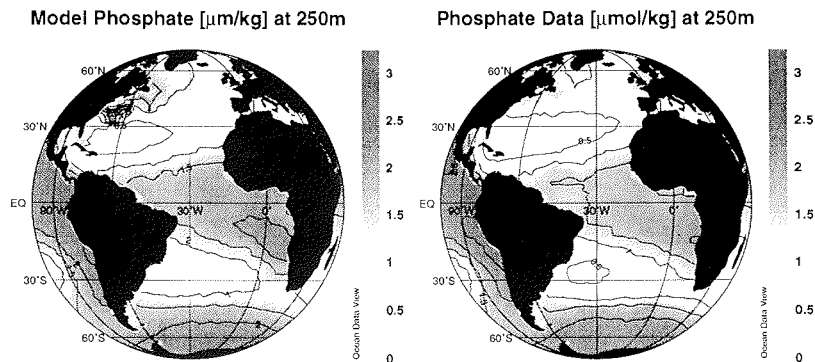 Model Phosphate [μm/kg] at 250m
60˚N
30˚N
EQ
30˚S
60˚S
90˚W
30˚W
0˚
3
2.5
2
1.5
1
0.5
0
Ocean Data View
Phosphate Data [μmol/kg] at 250m
60˚N
30˚N
EQ
30˚S
60˚S
90˚W
30˚W
0˚
0.5
3
2.5
2
1.5
1
0.5
0
Ocean Data View